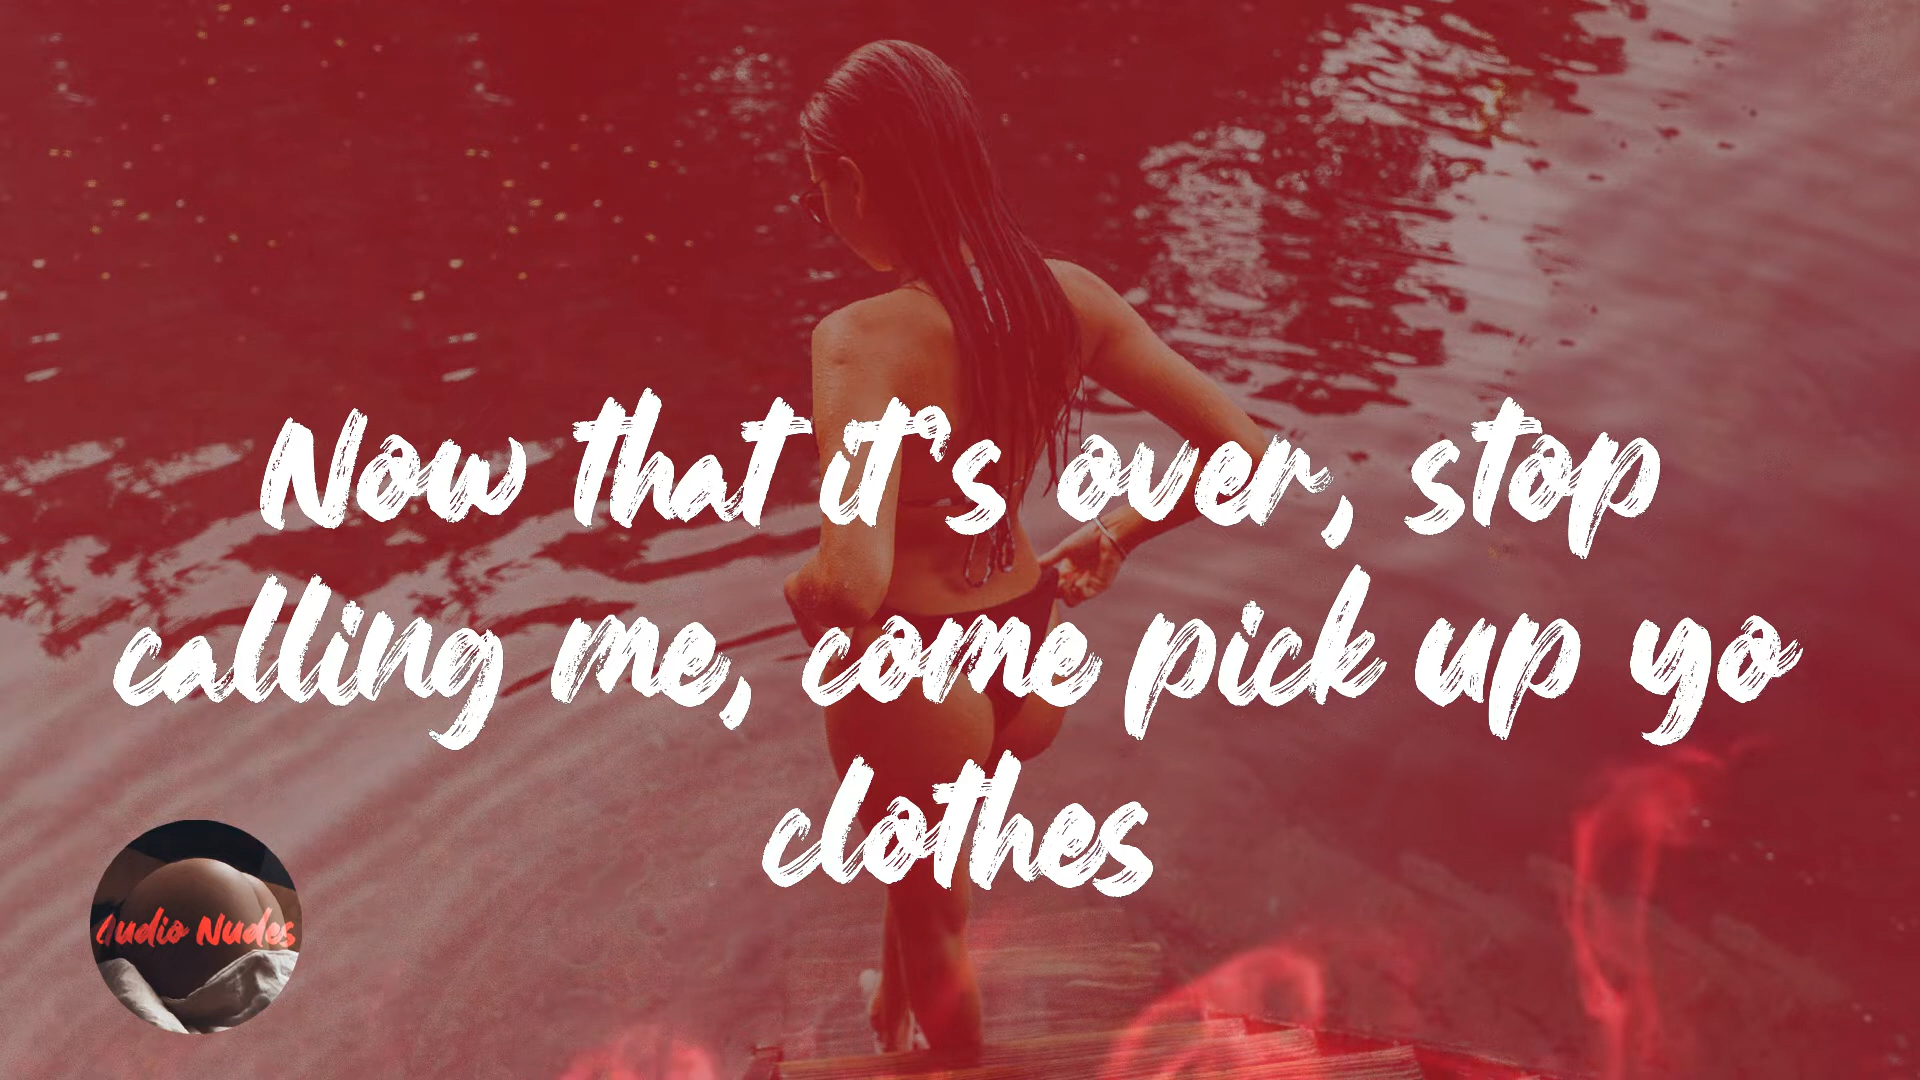 Now that it's over, stop
calling me, come pick up yo
clothes
Audio Nudes